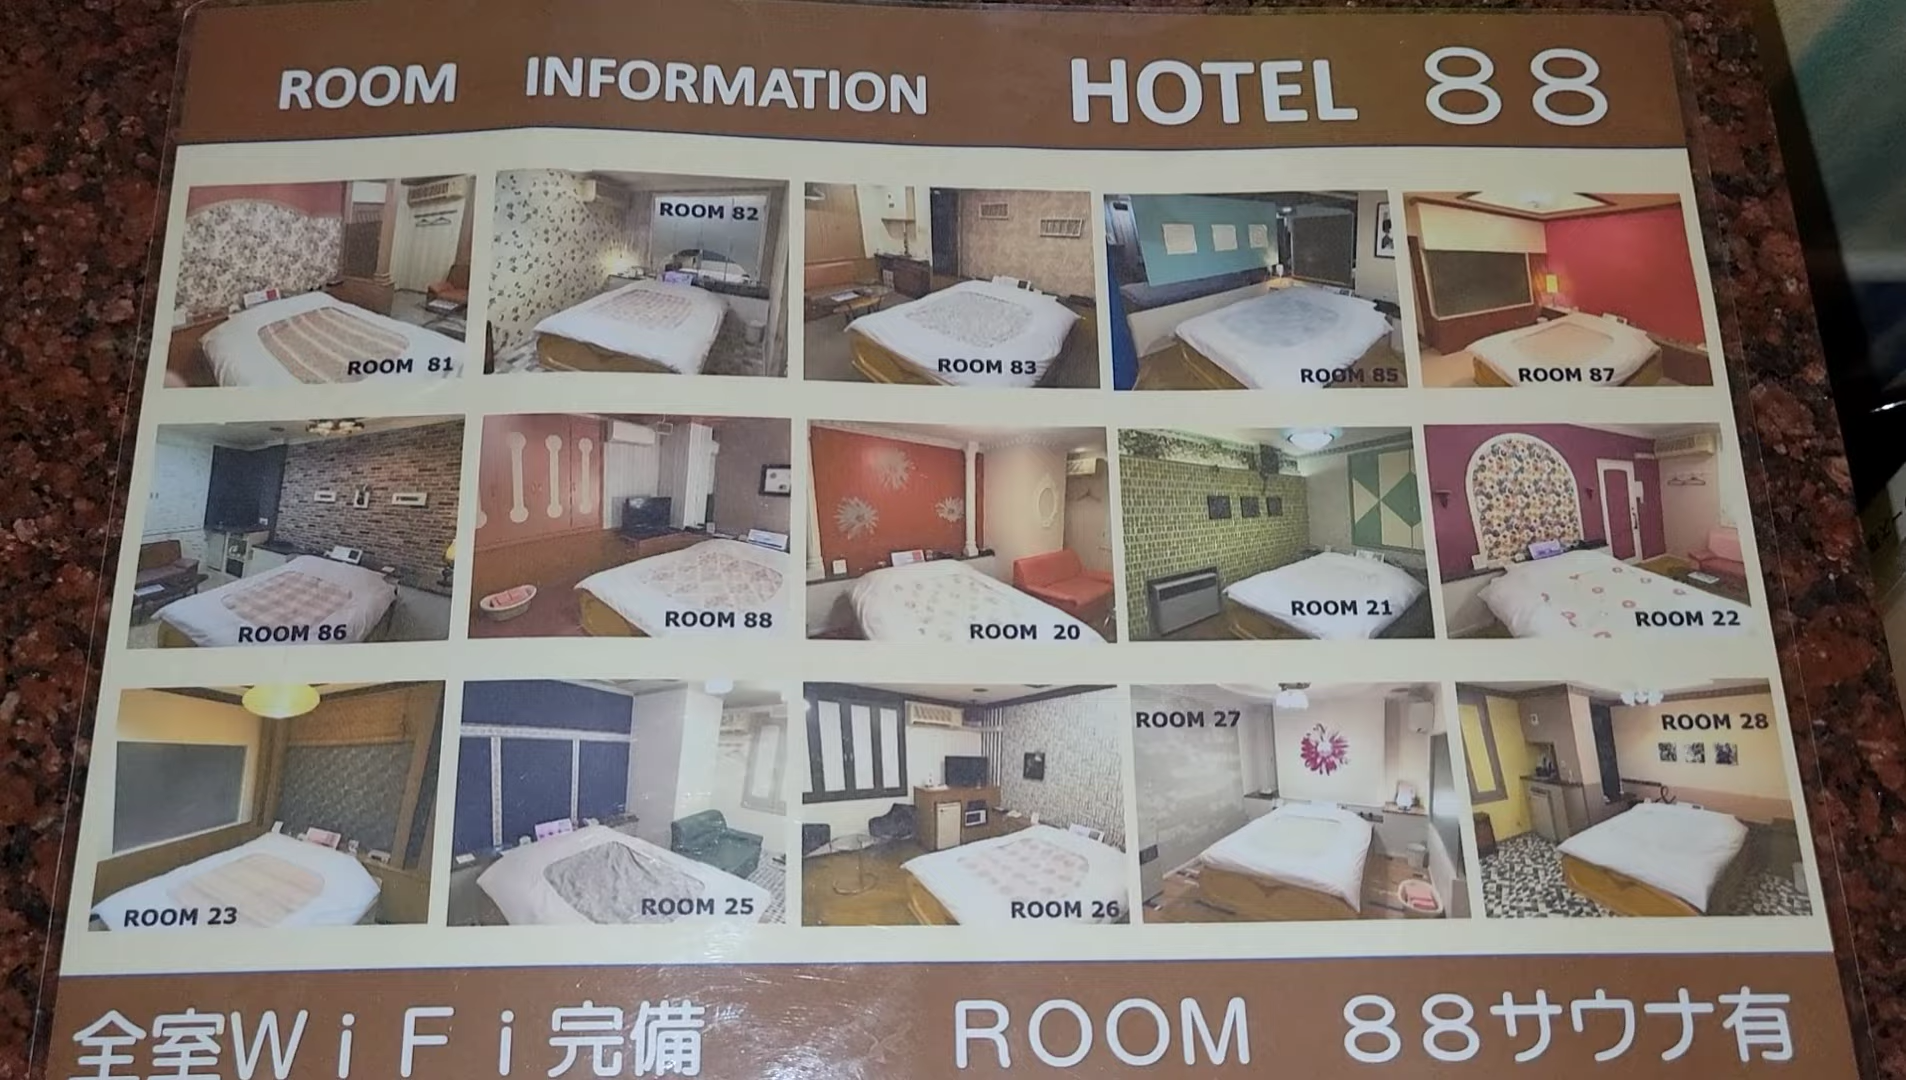 ROOM INFORMATION HOTEL 88
ROOM 81
ROOM 82
ROOM 83
ROOM 85
ROOM 87
ROOM 86
ROOM 88
ROOM 20
ROOM 21
ROOM 22
ROOM 23
ROOM 25
ROOM 26
ROOM 27
ROOM 28
全室WiFi完備 ROOM 88サウナ有